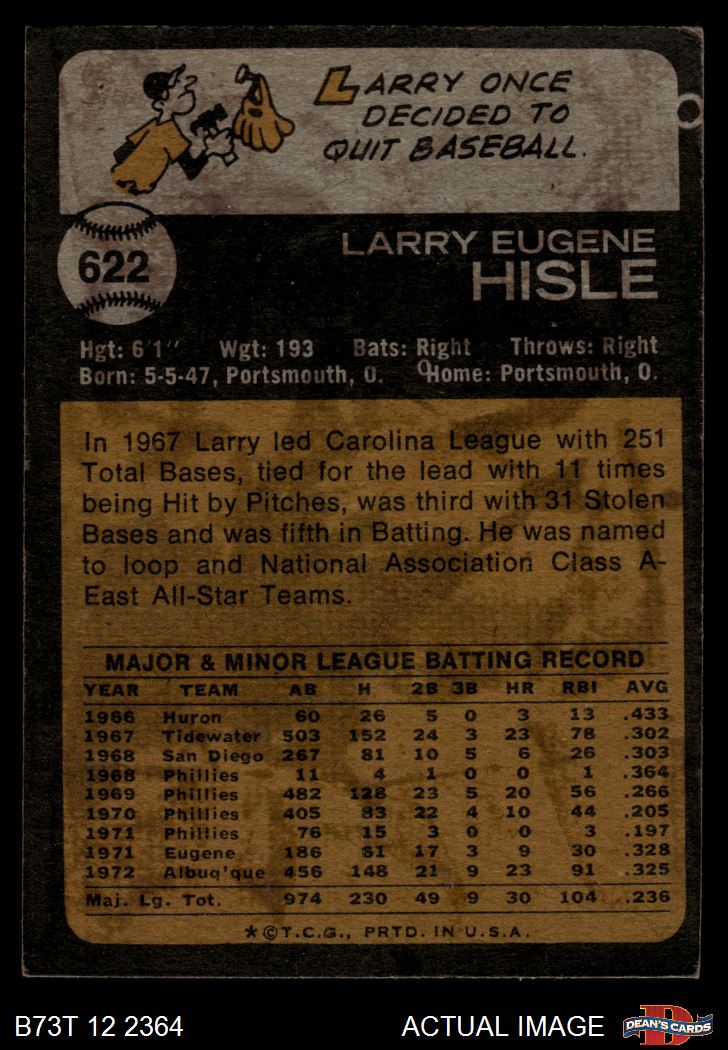 LARRY ONCE
DECIDED TO
QUIT BASEBALL.
622
LARRY EUGENE
HISLE
Hgt: 6'1" Wgt: 193 Bats: Right Throws: Right
Born: 5-5-47, Portsmouth, O. Home: Portsmouth, O.
In 1967 Larry led Carolina League with 251
Total Bases, tied for the lead with 11 times
being Hit by Pitches, was third with 31 Stolen
Bases and was fifth in Batting. He was named
to loop and National Association Class A-
East All-Star Teams.
MAJOR & MINOR LEAGUE BATTING RECORD
YEAR TEAM AB H 2B 3B HR RBI AVG
1966 Huron 60 26 5 0 3 13 .433
1967 Tidewater 503 152 24 3 23 78 .302
1968 San Diego 267 81 10 5 6 26 .303
1968 Phillies 11 4 1 0 0 1 .364
1969 Phillies 482 128 23 5 20 56 .266
1970 Phillies 405 83 22 4 10 44 .205
1971 Phillies 76 15 3 0 0 3 .197
1971 Eugene 186 61 17 3 9 30 .328
1972 Albuq'que 456 148 21 9 23 91 .325
Maj. Lg. Tot. 974 230 49 9 30 104 .236
*©T.C.G., PRTD. IN U.S.A.
B73T 12 2364 ACTUAL IMAGE
D
DEAN'S CARDS